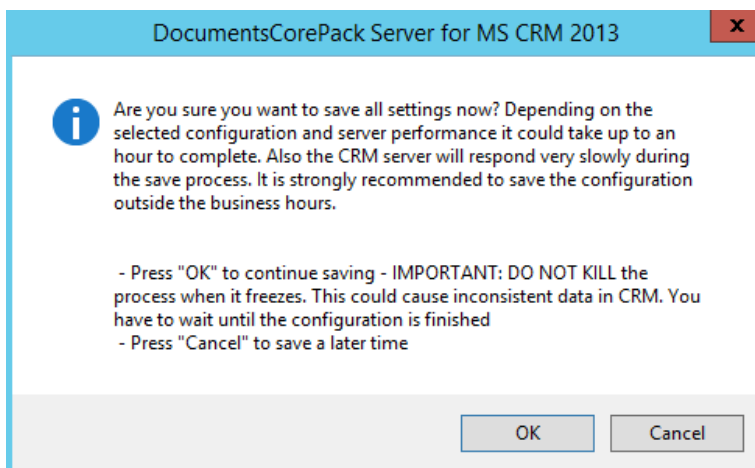 DocumentsCorePack Server for MS CRM 2013
x
i
Are you sure you want to save all settings now? Depending on the
selected configuration and server performance it could take up to an
hour to complete. Also the CRM server will respond very slowly during
the save process. It is strongly recommended to save the configuration
outside the business hours.
- Press "OK" to continue saving - IMPORTANT: DO NOT KILL the
process when it freezes. This could cause inconsistent data in CRM. You
have to wait until the configuration is finished
- Press "Cancel" to save a later time
OK
Cancel